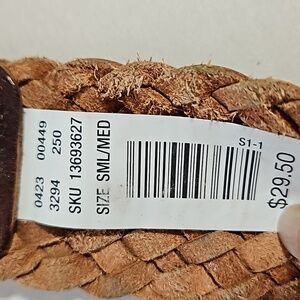 0423 00449
3294 250
SKU 13693627
SIZE SML/MED
S1-1
$29.50